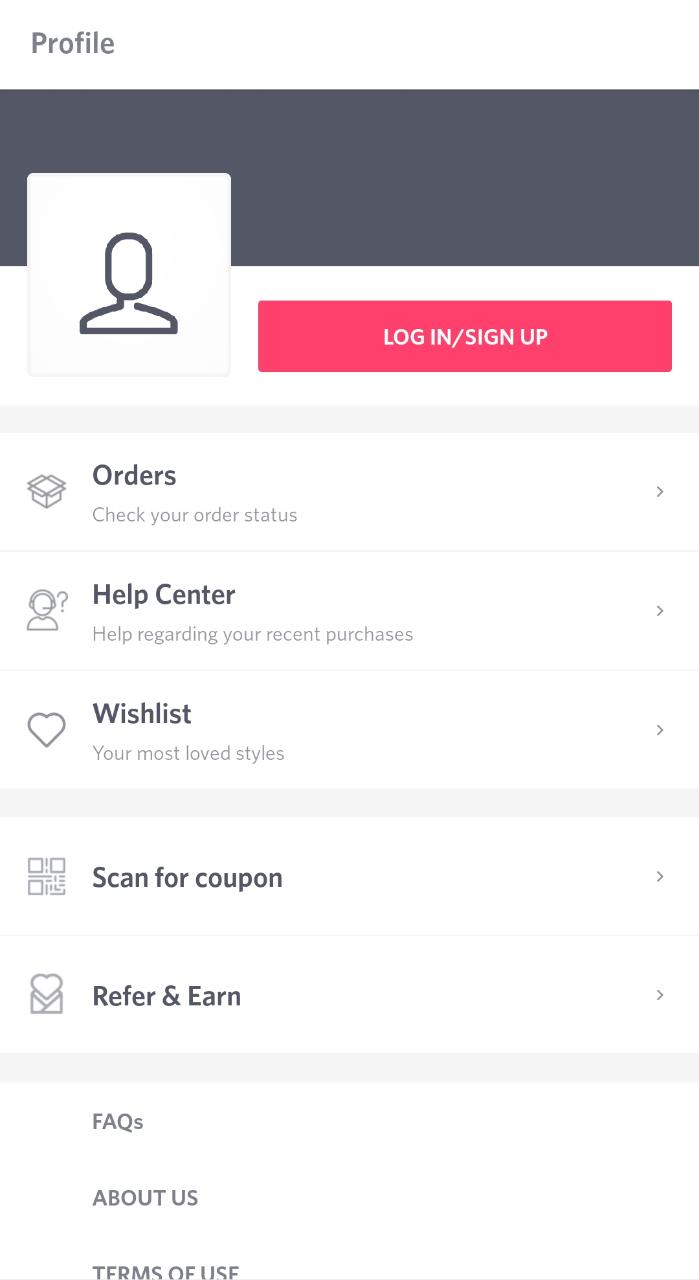 Profile
LOG IN/SIGN UP
Orders
Check your order status
Help Center
Help regarding your recent purchases
Wishlist
Your most loved styles
Scan for coupon
Refer & Earn
FAQs
ABOUT US
TERMS OF USE